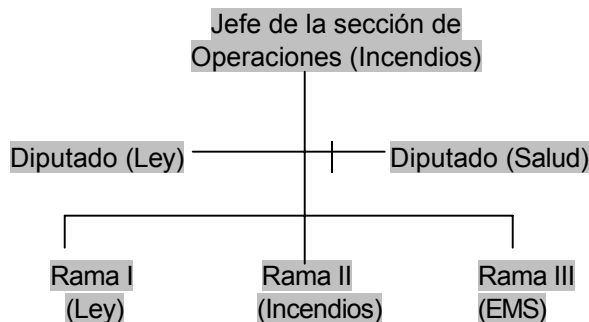 Jefe de la sección de
Operaciones (Incendios)
Diputado (Ley)
Diputado (Salud)
Rama I
(Ley)
Rama II
(Incendios)
Rama III
(EMS)